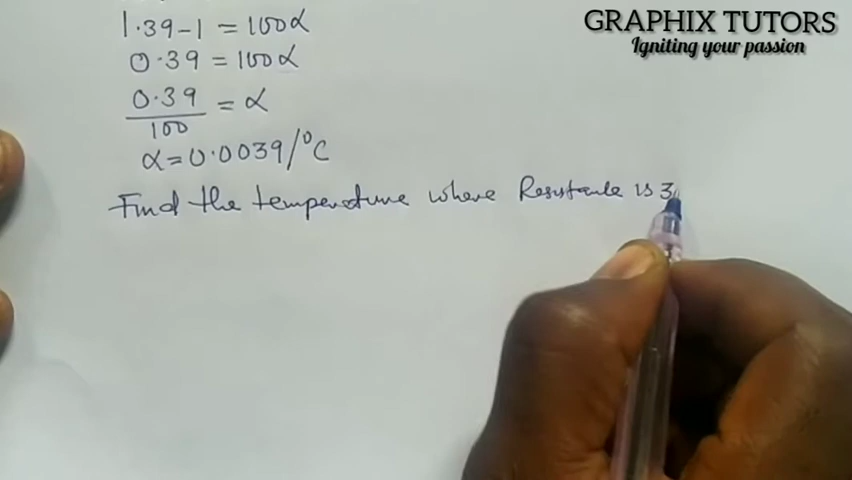 GRAPHIX TUTORS
Igniting your passion
1.39-1 = 100α
0.39 = 100α
0.39/100 = α
α = 0.0039/°C
Find the temperature where Resistance is 3